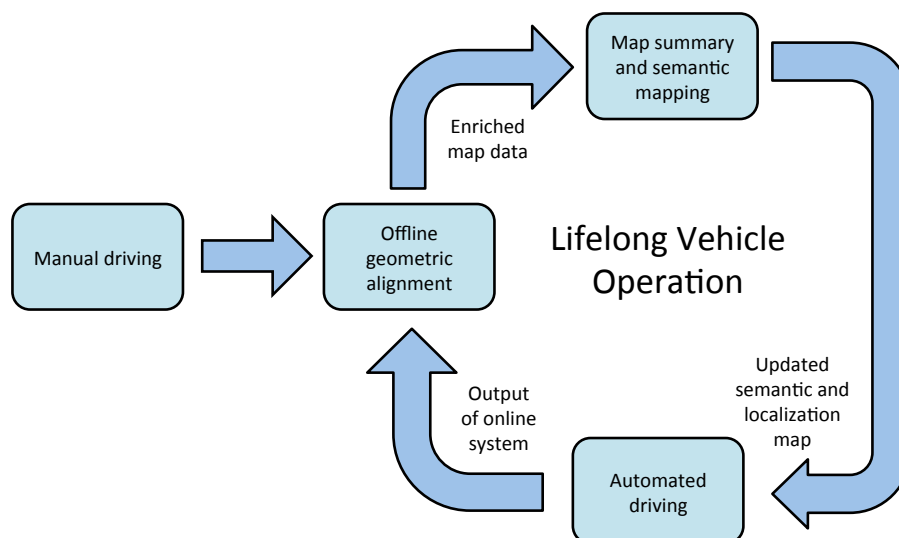 Map summary
and semantic
mapping
Enriched
map data
Manual driving
Offline
geometric
alignment
Lifelong Vehicle
Operation
Updated
semantic and
localization
map
Output
of online
system
Automated
driving